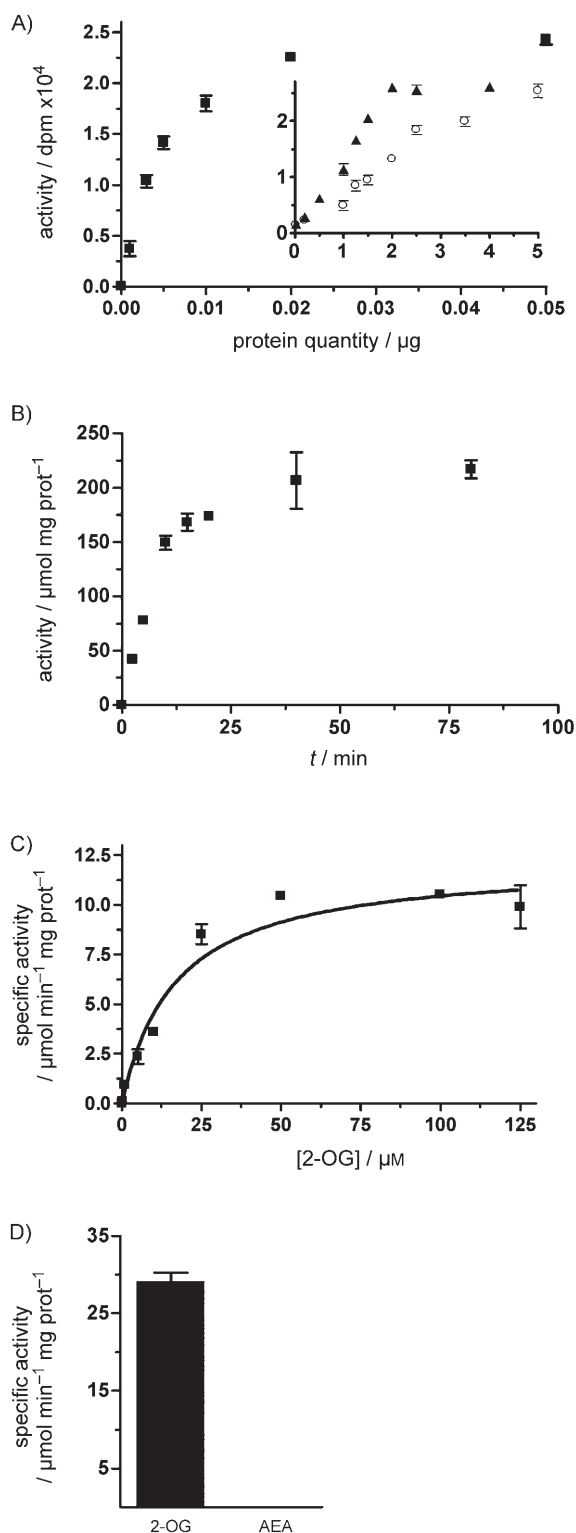 A)
activity / dpm x10⁴
2.5
2.0
1.5
1.0
0.5
0.0
2
1
0
0 1 2 3 4 5
0.00 0.01 0.02 0.03 0.04 0.05
protein quantity / µg
B)
activity / µmol mg prot⁻¹
250
200
150
100
50
0
0 25 50 75 100
t / min
C)
specific activity
/ µmol min⁻¹ mg prot⁻¹
12.5
10.0
7.5
5.0
2.5
0.0
0 25 50 75 100 125
[2-OG] / µM
D)
specific activity
/ µmol min⁻¹ mg prot⁻¹
35
25
15
5
2-OG AEA